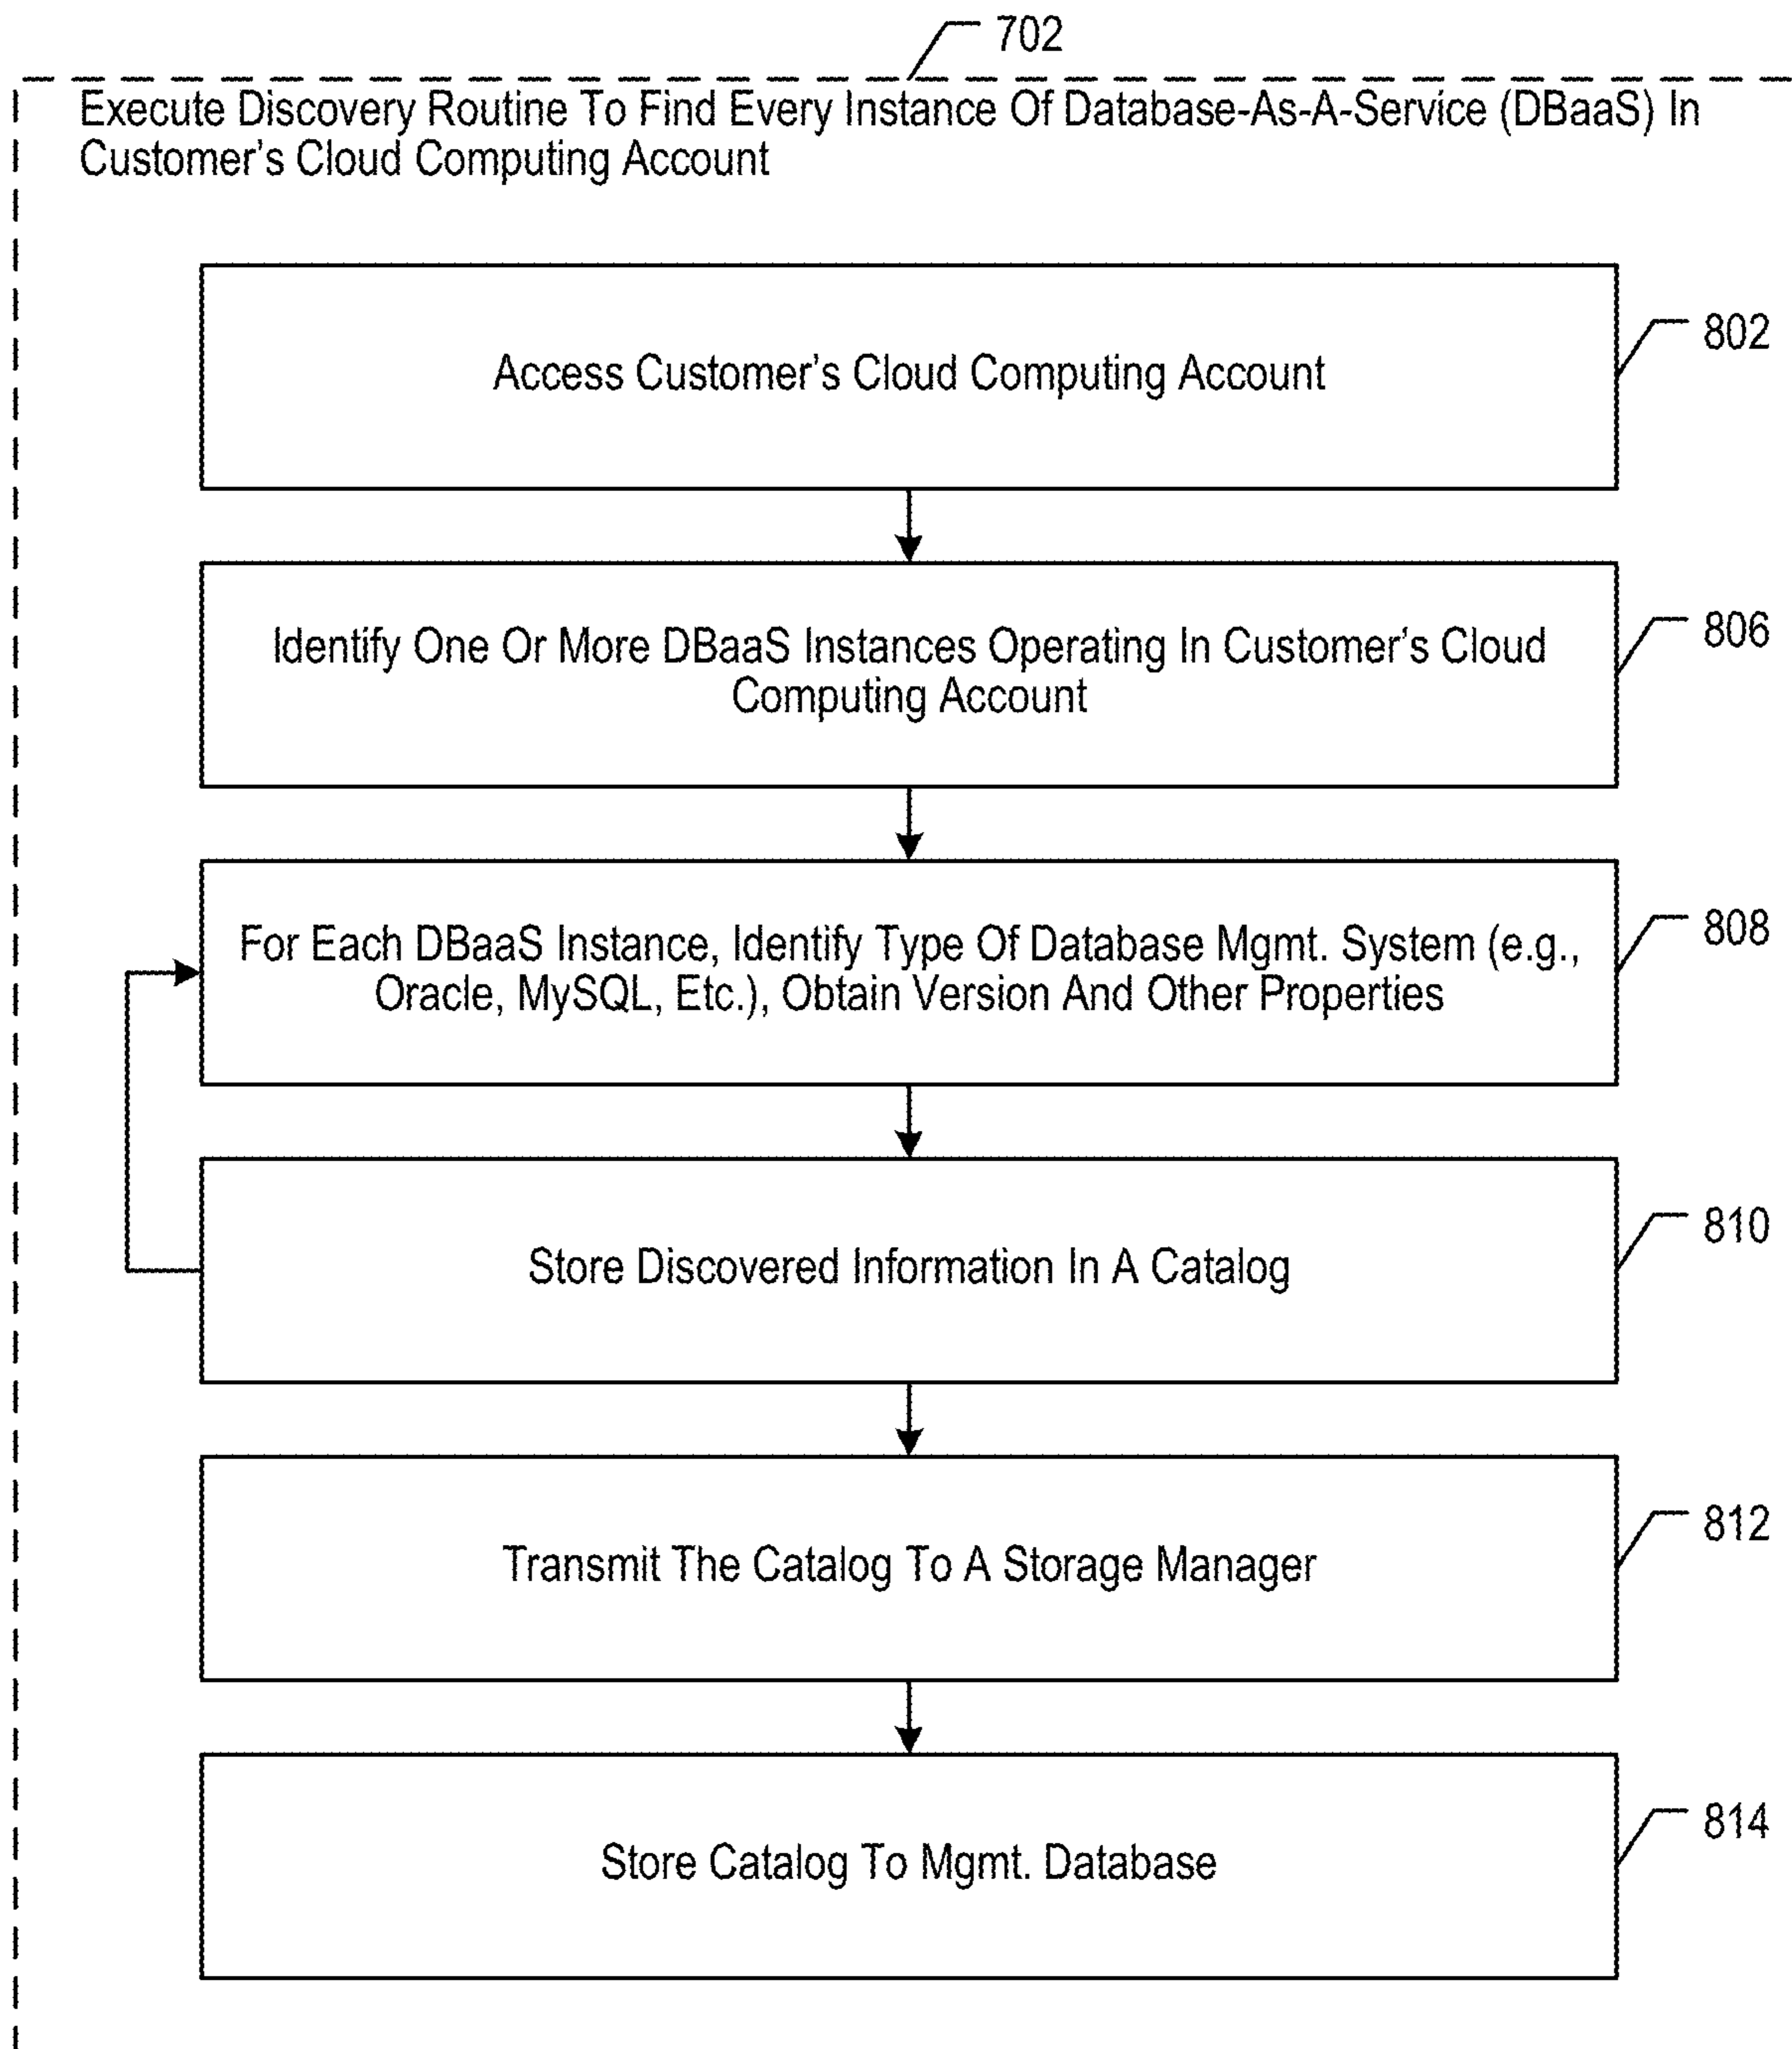 702
Execute Discovery Routine To Find Every Instance Of Database-As-A-Service (DBaaS) In
Customer's Cloud Computing Account
Access Customer's Cloud Computing Account
802
Identify One Or More DBaaS Instances Operating In Customer's Cloud
Computing Account
806
For Each DBaaS Instance, Identify Type Of Database Mgmt. System (e.g.,
Oracle, MySQL, Etc.), Obtain Version And Other Properties
808
Store Discovered Information In A Catalog
810
Transmit The Catalog To A Storage Manager
812
Store Catalog To Mgmt. Database
814